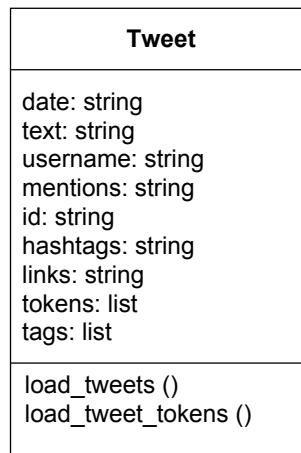 Tweet
date: string
text: string
username: string
mentions: string
id: string
hashtags: string
links: string
tokens: list
tags: list
load_tweets ()
load_tweet_tokens ()